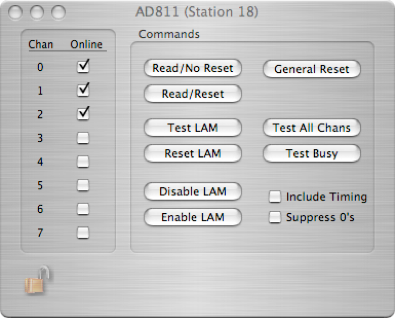 AD811 (Station 18)
Chan Online
0
1
2
3
4
5
6
7
Commands
Read/No Reset General Reset
Read/Reset
Test LAM Test All Chans
Reset LAM Test Busy
Disable LAM Include Timing
Enable LAM Suppress 0's